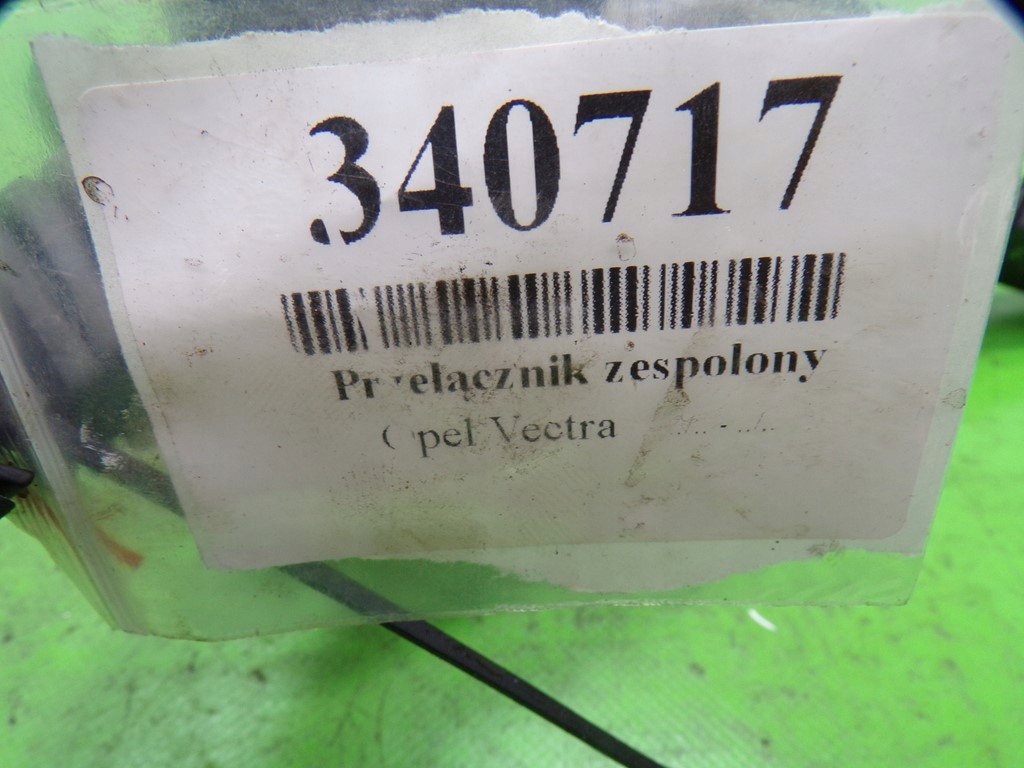 340717
Przełącznik zespolony
Opel Vectra